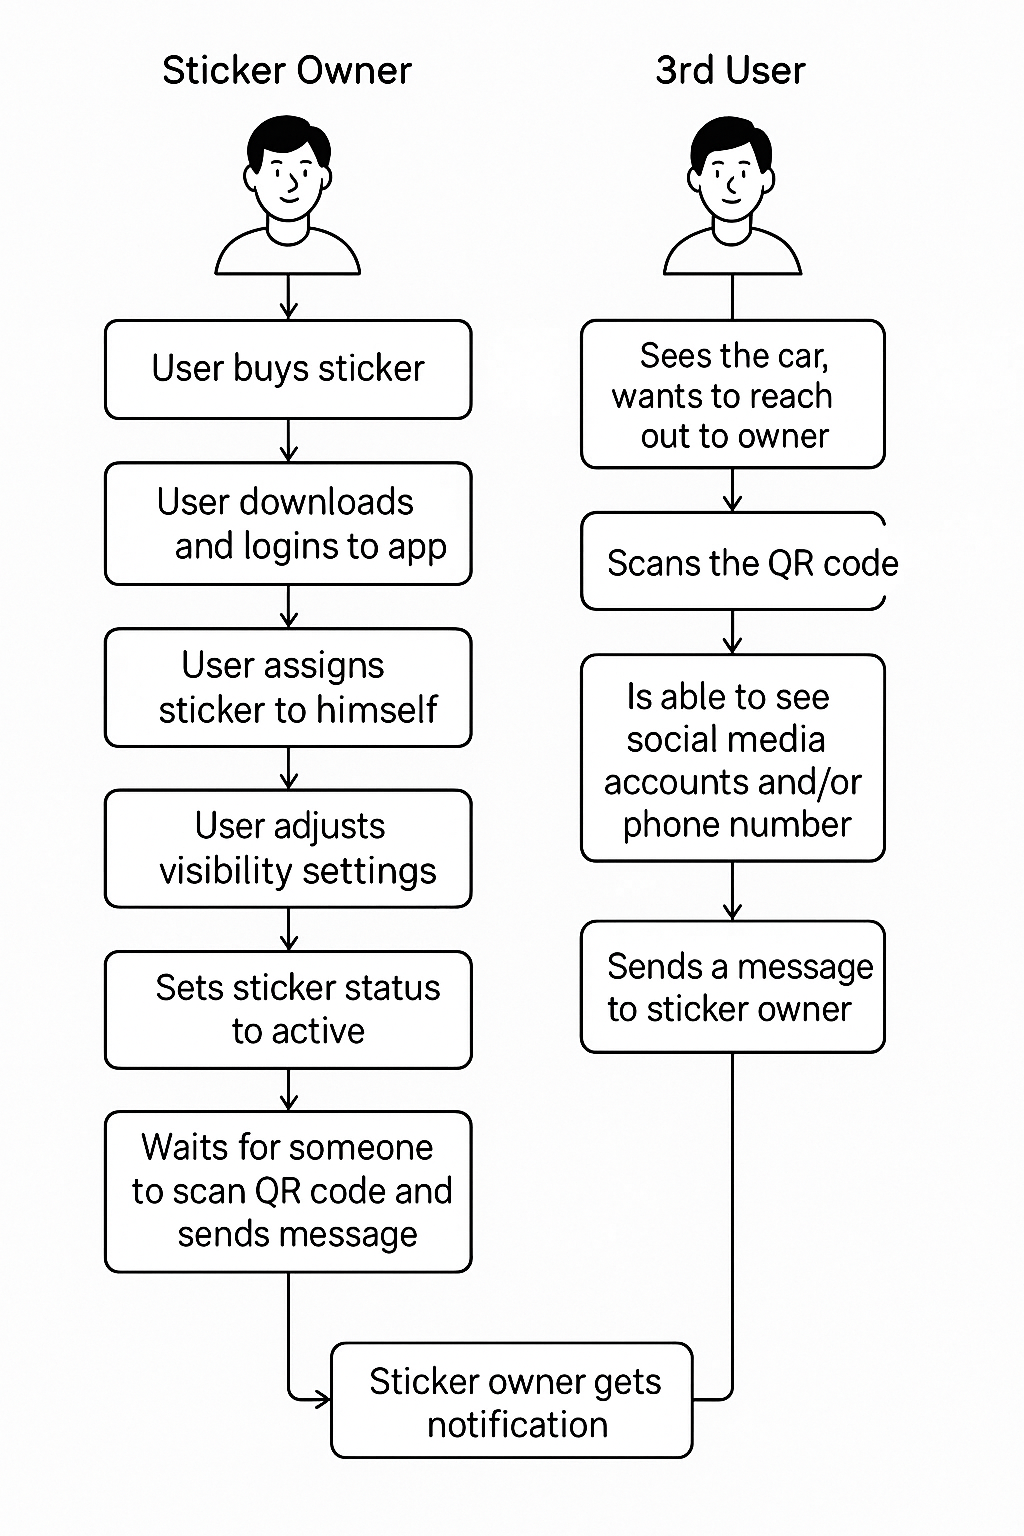 Sticker Owner
User buys sticker
User downloads
and logins to app
User assigns
sticker to himself
User adjusts
visibility settings
Sets sticker status
to active
Waits for someone
to scan QR code and
sends message
3rd User
Sees the car,
wants to reach
out to owner
Scans the QR code
Is able to see
social media
accounts and/or
phone number
Sends a message
to sticker owner
Sticker owner gets
notification